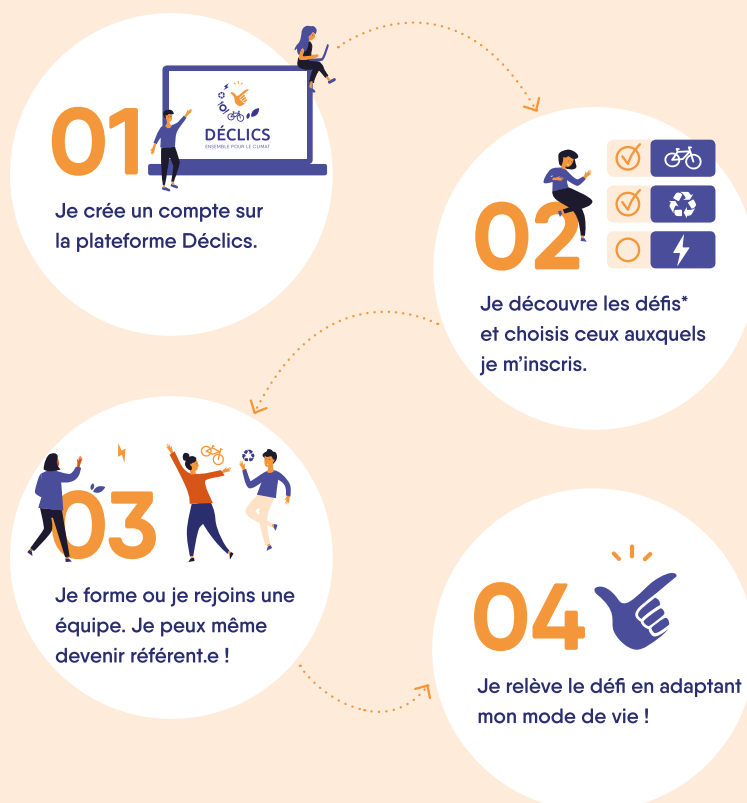 01
DÉCLICS
ENSEMBLE POUR LE CLIMAT
Je crée un compte sur
la plateforme Déclics.
02
Je découvre les défis*
et choisis ceux auxquels
je m’inscris.
03
Je forme ou je rejoins une
équipe. Je peux même
devenir référent.e !
04
Je relève le défi en adaptant
mon mode de vie !